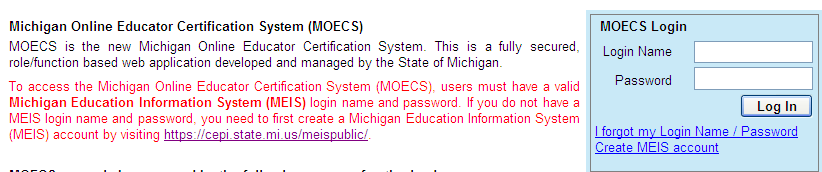 Michigan Online Educator Certification System (MOECS)
MOECS is the new Michigan Online Educator Certification System. This is a fully secured,
role/function based web application developed and managed by the State of Michigan.
To access the Michigan Online Educator Certification System (MOECS), users must have a valid
Michigan Education Information System (MEIS) login name and password. If you do not have a
MEIS login name and password, you need to first create a Michigan Education Information System
(MEIS) account by visiting https://cepi.state.mi.us/meispublic/.
MOECS Login
Login Name
Password
Log In
I forgot my Login Name / Password
Create MEIS account